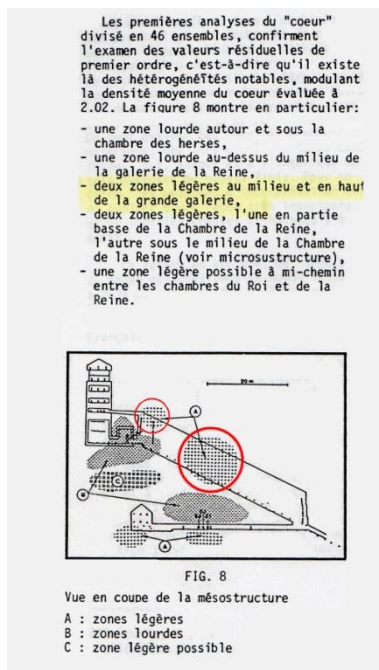 Les premières analyses du "coeur"
divisé en 46 ensembles, confirment
l'examen des valeurs résiduelles de
premier ordre, c'est-à-dire qu'il existe
là des hétérogénéïtés notables, modulant
la densité moyenne du coeur évaluée à
2.02. La figure 8 montre en particulier:
- une zone lourde autour et sous la
chambre des herses,
- une zone lourde au-dessus du milieu de
la galerie de la Reine,
- deux zones légères au milieu et en haut
de la grande galerie,
- deux zones légères, l'une en partie
basse de la Chambre de la Reine,
l'autre sous le milieu de la Chambre
de la Reine (voir microsustructure),
- une zone légère possible à mi-chemin
entre les chambres du Roi et de la
Reine.
20 m
A
C
B
A
FIG. 8
Vue en coupe de la mésostructure
A : zones légères
B : zones lourdes
C : zone légère possible